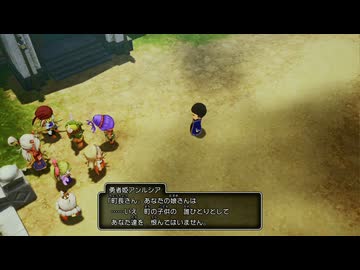 勇者姫アンルシア
「町長さん あなたの娘さんは
……いえ 町の子供の 誰ひとりとして
あなた達を 恨んではいません。